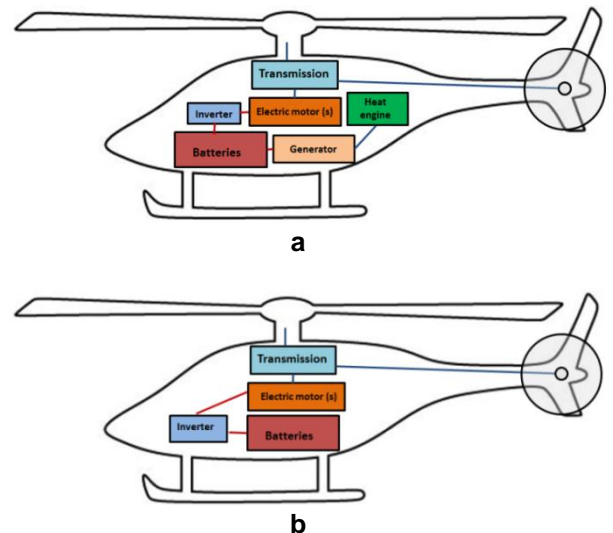 Transmission
Inverter
Electric motor (s)
Heat
engine
Batteries
Generator
a
Transmission
Electric motor (s)
Inverter
Batteries
b